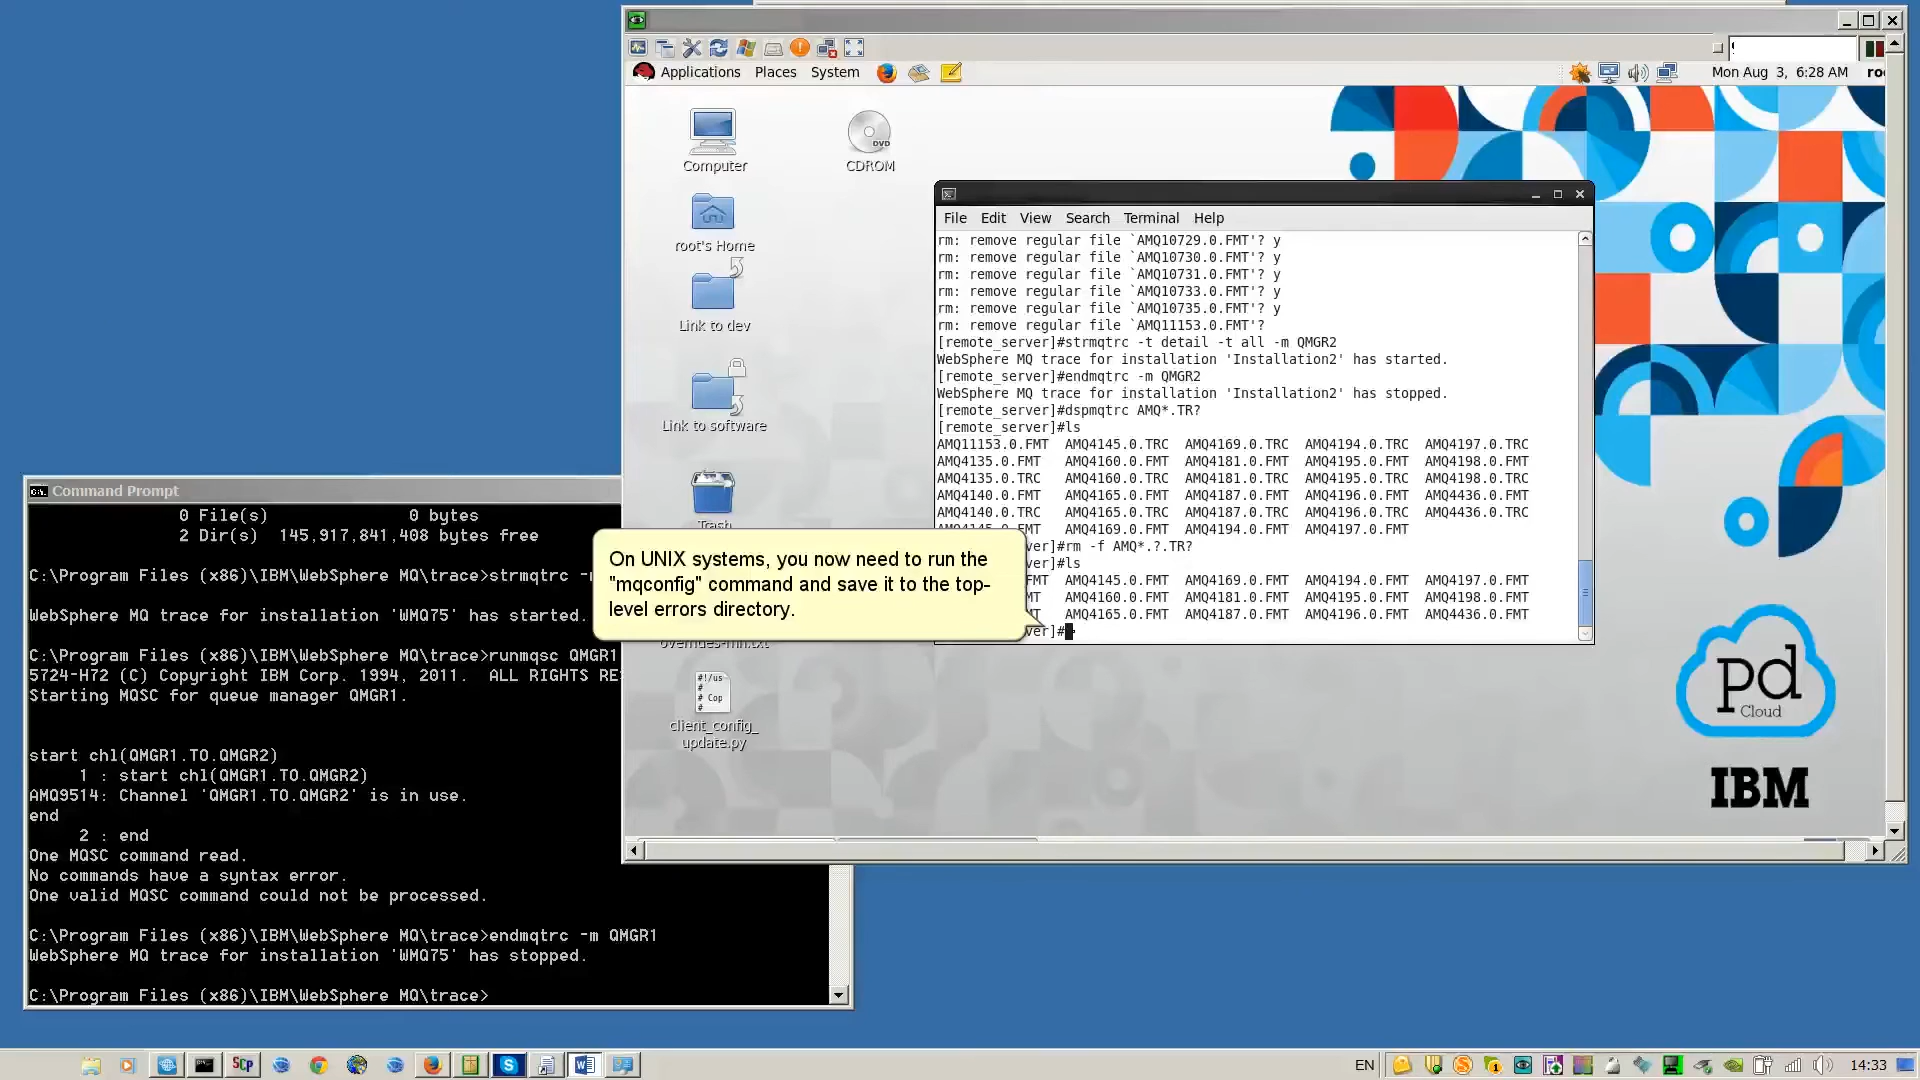 Applications Places System
Mon Aug 3, 6:28 AM
Computer
CDROM
DVD
root's Home
Link to dev
Link to software
Trash
#!/us
#
# Cop
#
client_config_
update.py
File Edit View Search Terminal Help
rm: remove regular file `AMQ10729.0.FMT'? y
rm: remove regular file `AMQ10730.0.FMT'? y
rm: remove regular file `AMQ10731.0.FMT'? y
rm: remove regular file `AMQ10733.0.FMT'? y
rm: remove regular file `AMQ10735.0.FMT'? y
rm: remove regular file `AMQ11153.0.FMT'?
[remote_server]#strmqtrc -t detail -t all -m QMGR2
WebSphere MQ trace for installation 'Installation2' has started.
[remote_server]#endmqtrc -m QMGR2
WebSphere MQ trace for installation 'Installation2' has stopped.
[remote_server]#dspmqtrc AMQ*.TR?
[remote_server]#ls
AMQ11153.0.FMT AMQ4145.0.TRC AMQ4169.0.TRC AMQ4194.0.TRC AMQ4197.0.TRC
AMQ4135.0.FMT AMQ4160.0.FMT AMQ4181.0.FMT AMQ4195.0.FMT AMQ4198.0.FMT
AMQ4135.0.TRC AMQ4160.0.TRC AMQ4181.0.TRC AMQ4195.0.TRC AMQ4198.0.TRC
AMQ4140.0.FMT AMQ4165.0.FMT AMQ4187.0.FMT AMQ4196.0.FMT AMQ4436.0.FMT
AMQ4140.0.TRC AMQ4165.0.TRC AMQ4187.0.TRC AMQ4196.0.TRC AMQ4436.0.TRC
AMQ4145.0.FMT AMQ4169.0.FMT AMQ4194.0.FMT AMQ4197.0.FMT
ver]#rm -f AMQ*.?.TR?
ver]#ls
FMT AMQ4145.0.FMT AMQ4169.0.FMT AMQ4194.0.FMT AMQ4197.0.FMT
MT AMQ4160.0.FMT AMQ4181.0.FMT AMQ4195.0.FMT AMQ4198.0.FMT
MT AMQ4165.0.FMT AMQ4187.0.FMT AMQ4196.0.FMT AMQ4436.0.FMT
ver]#
On UNIX systems, you now need to run the
"mqconfig" command and save it to the top-
level errors directory.
pd
Cloud
IBM
Command Prompt
0 File(s) 0 bytes
2 Dir(s) 145,917,841,408 bytes free
C:\Program Files (x86)\IBM\WebSphere MQ\trace>strmqtrc -m
WebSphere MQ trace for installation 'WMQ75' has started.
C:\Program Files (x86)\IBM\WebSphere MQ\trace>runmqsc QMGR1
5724-H72 (C) Copyright IBM Corp. 1994, 2011. ALL RIGHTS RE
Starting MQSC for queue manager QMGR1.
start chl(QMGR1.TO.QMGR2)
1 : start chl(QMGR1.TO.QMGR2)
AMQ9514: Channel 'QMGR1.TO.QMGR2' is in use.
end
2 : end
One MQSC command read.
No commands have a syntax error.
One valid MQSC command could not be processed.
C:\Program Files (x86)\IBM\WebSphere MQ\trace>endmqtrc -m QMGR1
WebSphere MQ trace for installation 'WMQ75' has stopped.
C:\Program Files (x86)\IBM\WebSphere MQ\trace>
EN
14:33